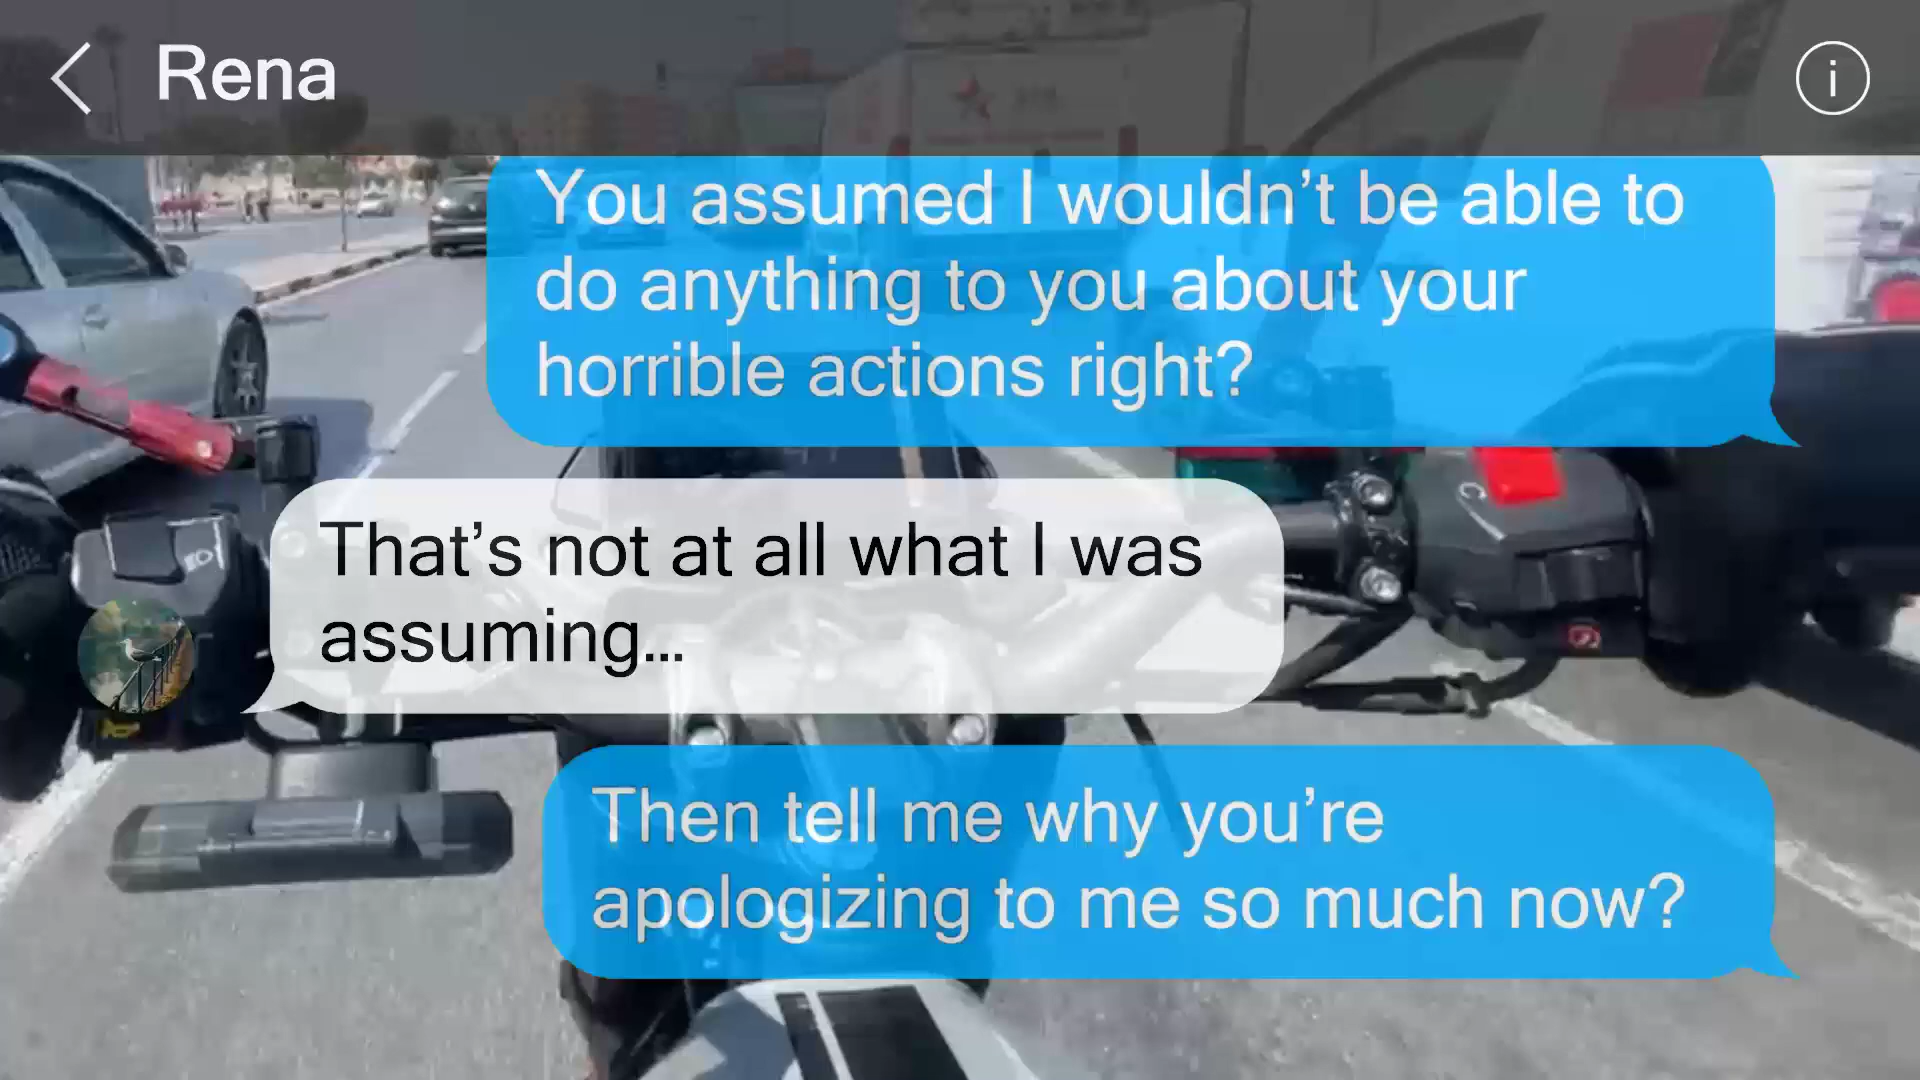 Rena
You assumed I wouldn’t be able to
do anything to you about your
horrible actions right?
That’s not at all what I was
assuming...
Then tell me why you’re
apologizing to me so much now?